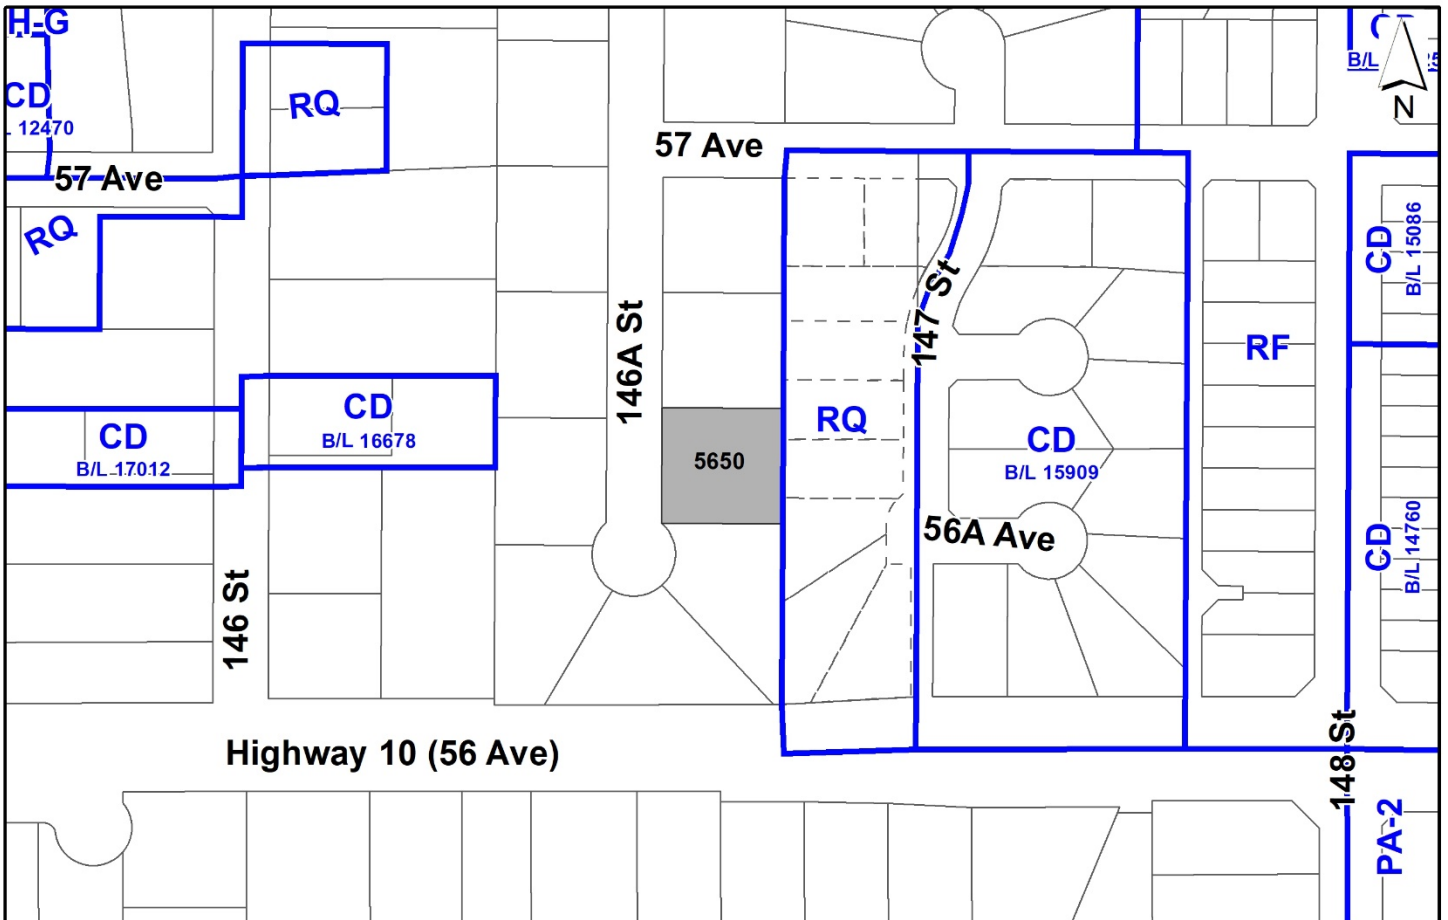 H-G
CD
L 12470
RQ
57 Ave
RQ
57 Ave
B/L
N
CD
B/L 15086
147 St
146A St
RF
CD
B/L 16678
RQ
CD
B/L 17012
5650
CD
B/L 15909
56A Ave
CD
B/L 14760
146 St
Highway 10 (56 Ave)
148 St
PA-2